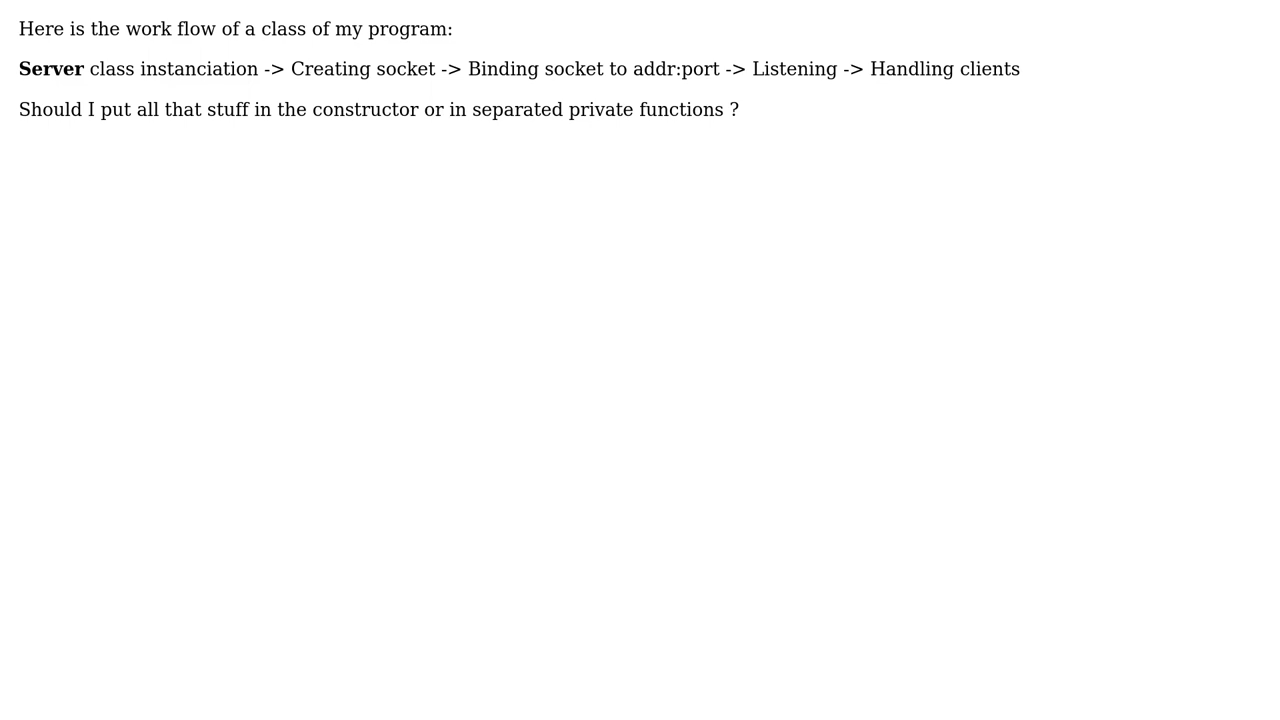 Here is the work flow of a class of my program:
Server class instanciation -> Creating socket -> Binding socket to addr:port -> Listening -> Handling clients
Should I put all that stuff in the constructor or in separated private functions ?